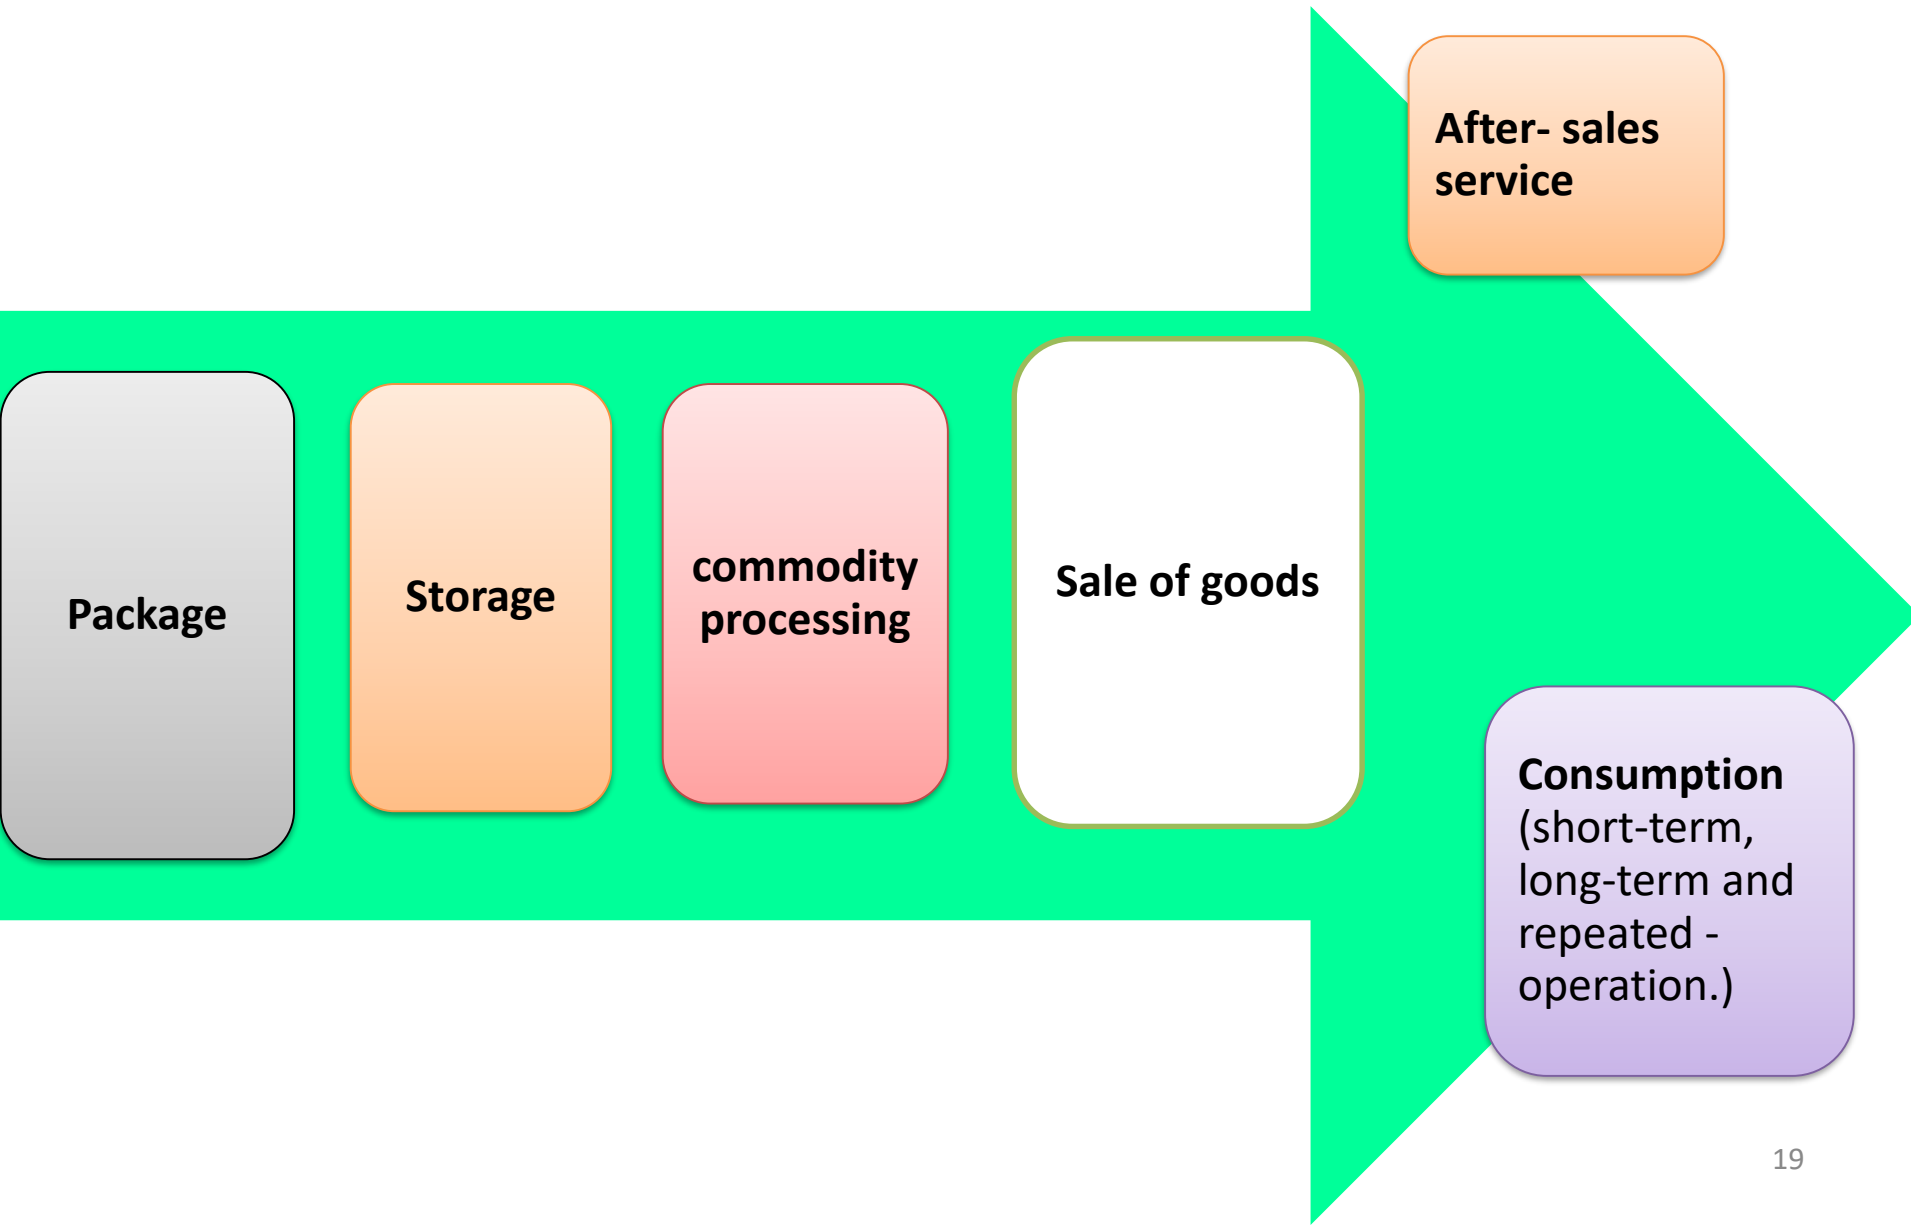 Package
Storage
commodity
processing
Sale of goods
After- sales
service
Consumption
(short-term,
long-term and
repeated -
operation.)
19